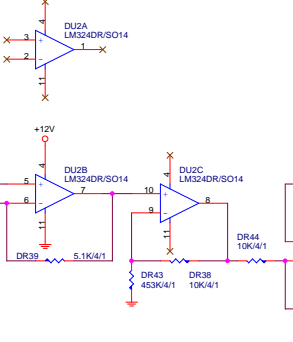 4
DU2A
LM324DR/SO14
3
+
1
2
-
11
+12V
4
DU2B
LM324DR/SO14
5
+
7
6
-
11
DR39
5.1K/4/1
4
DU2C
LM324DR/SO14
10
+
8
9
-
11
DR44
10K/4/1
DR43
453K/4/1
DR38
10K/4/1